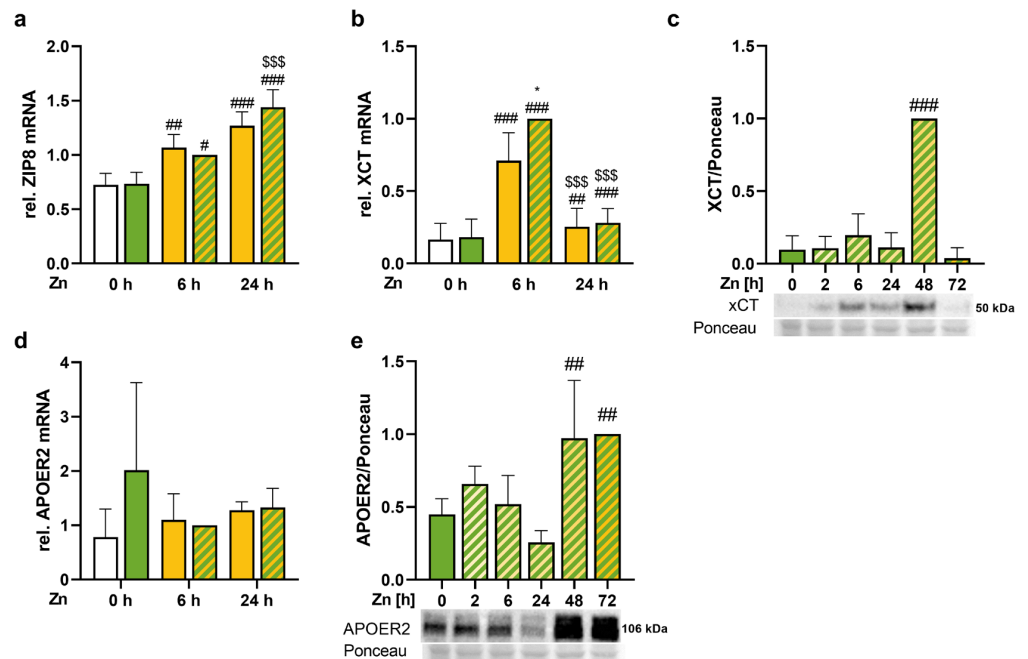 a
rel. ZIP8 mRNA
2.0
1.5
1.0
0.5
0.0
##
#
###
$$$
###
Zn
0 h
6 h
24 h
b
rel. XCT mRNA
1.5
1.0
0.5
0.0
###
*
###
$$$
##
$$$
###
Zn
0 h
6 h
24 h
c
XCT/Ponceau
1.5
1.0
0.5
0.0
###
Zn [h]
0 2 6 24 48 72
xCT
50 kDa
Ponceau
d
rel. APOER2 mRNA
4
3
2
1
0
Zn
0 h
6 h
24 h
e
APOER2/Ponceau
1.5
1.0
0.5
0.0
##
##
Zn [h]
0 2 6 24 48 72
APOER2
106 kDa
Ponceau